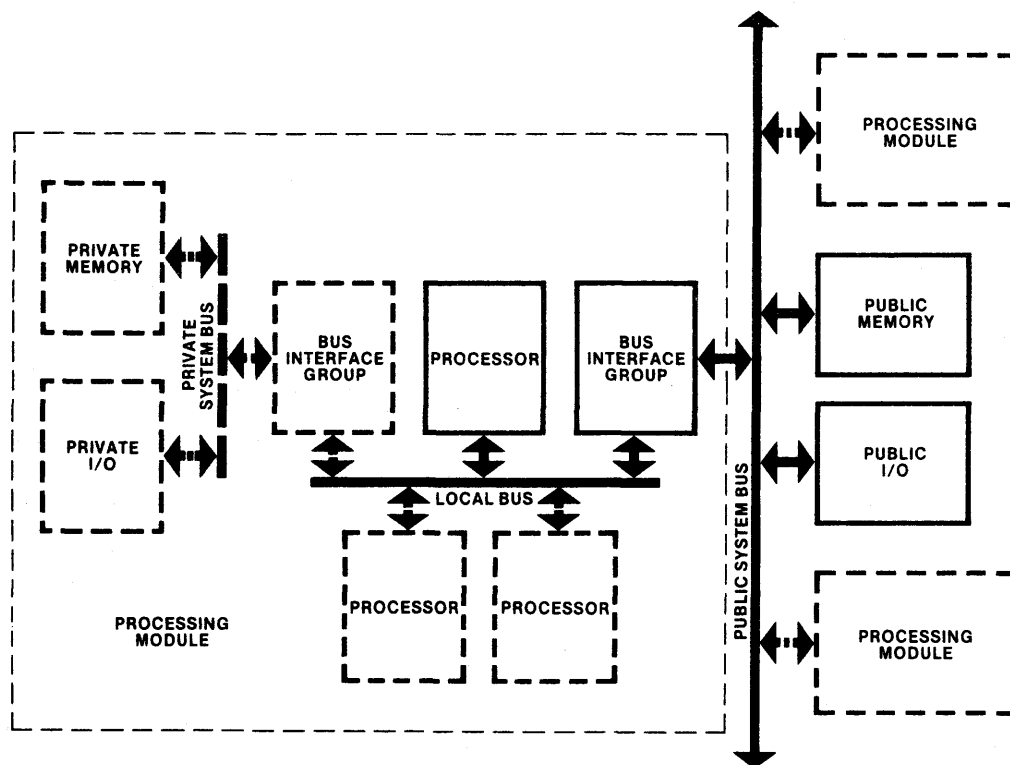 PROCESSING
MODULE
PRIVATE
MEMORY
PRIVATE
SYSTEM BUS
BUS
INTERFACE
GROUP
PROCESSOR
BUS
INTERFACE
GROUP
PUBLIC
MEMORY
PRIVATE
I/O
PUBLIC
I/O
LOCAL BUS
PUBLIC SYSTEM BUS
PROCESSOR
PROCESSOR
PROCESSING
MODULE
PROCESSING
MODULE